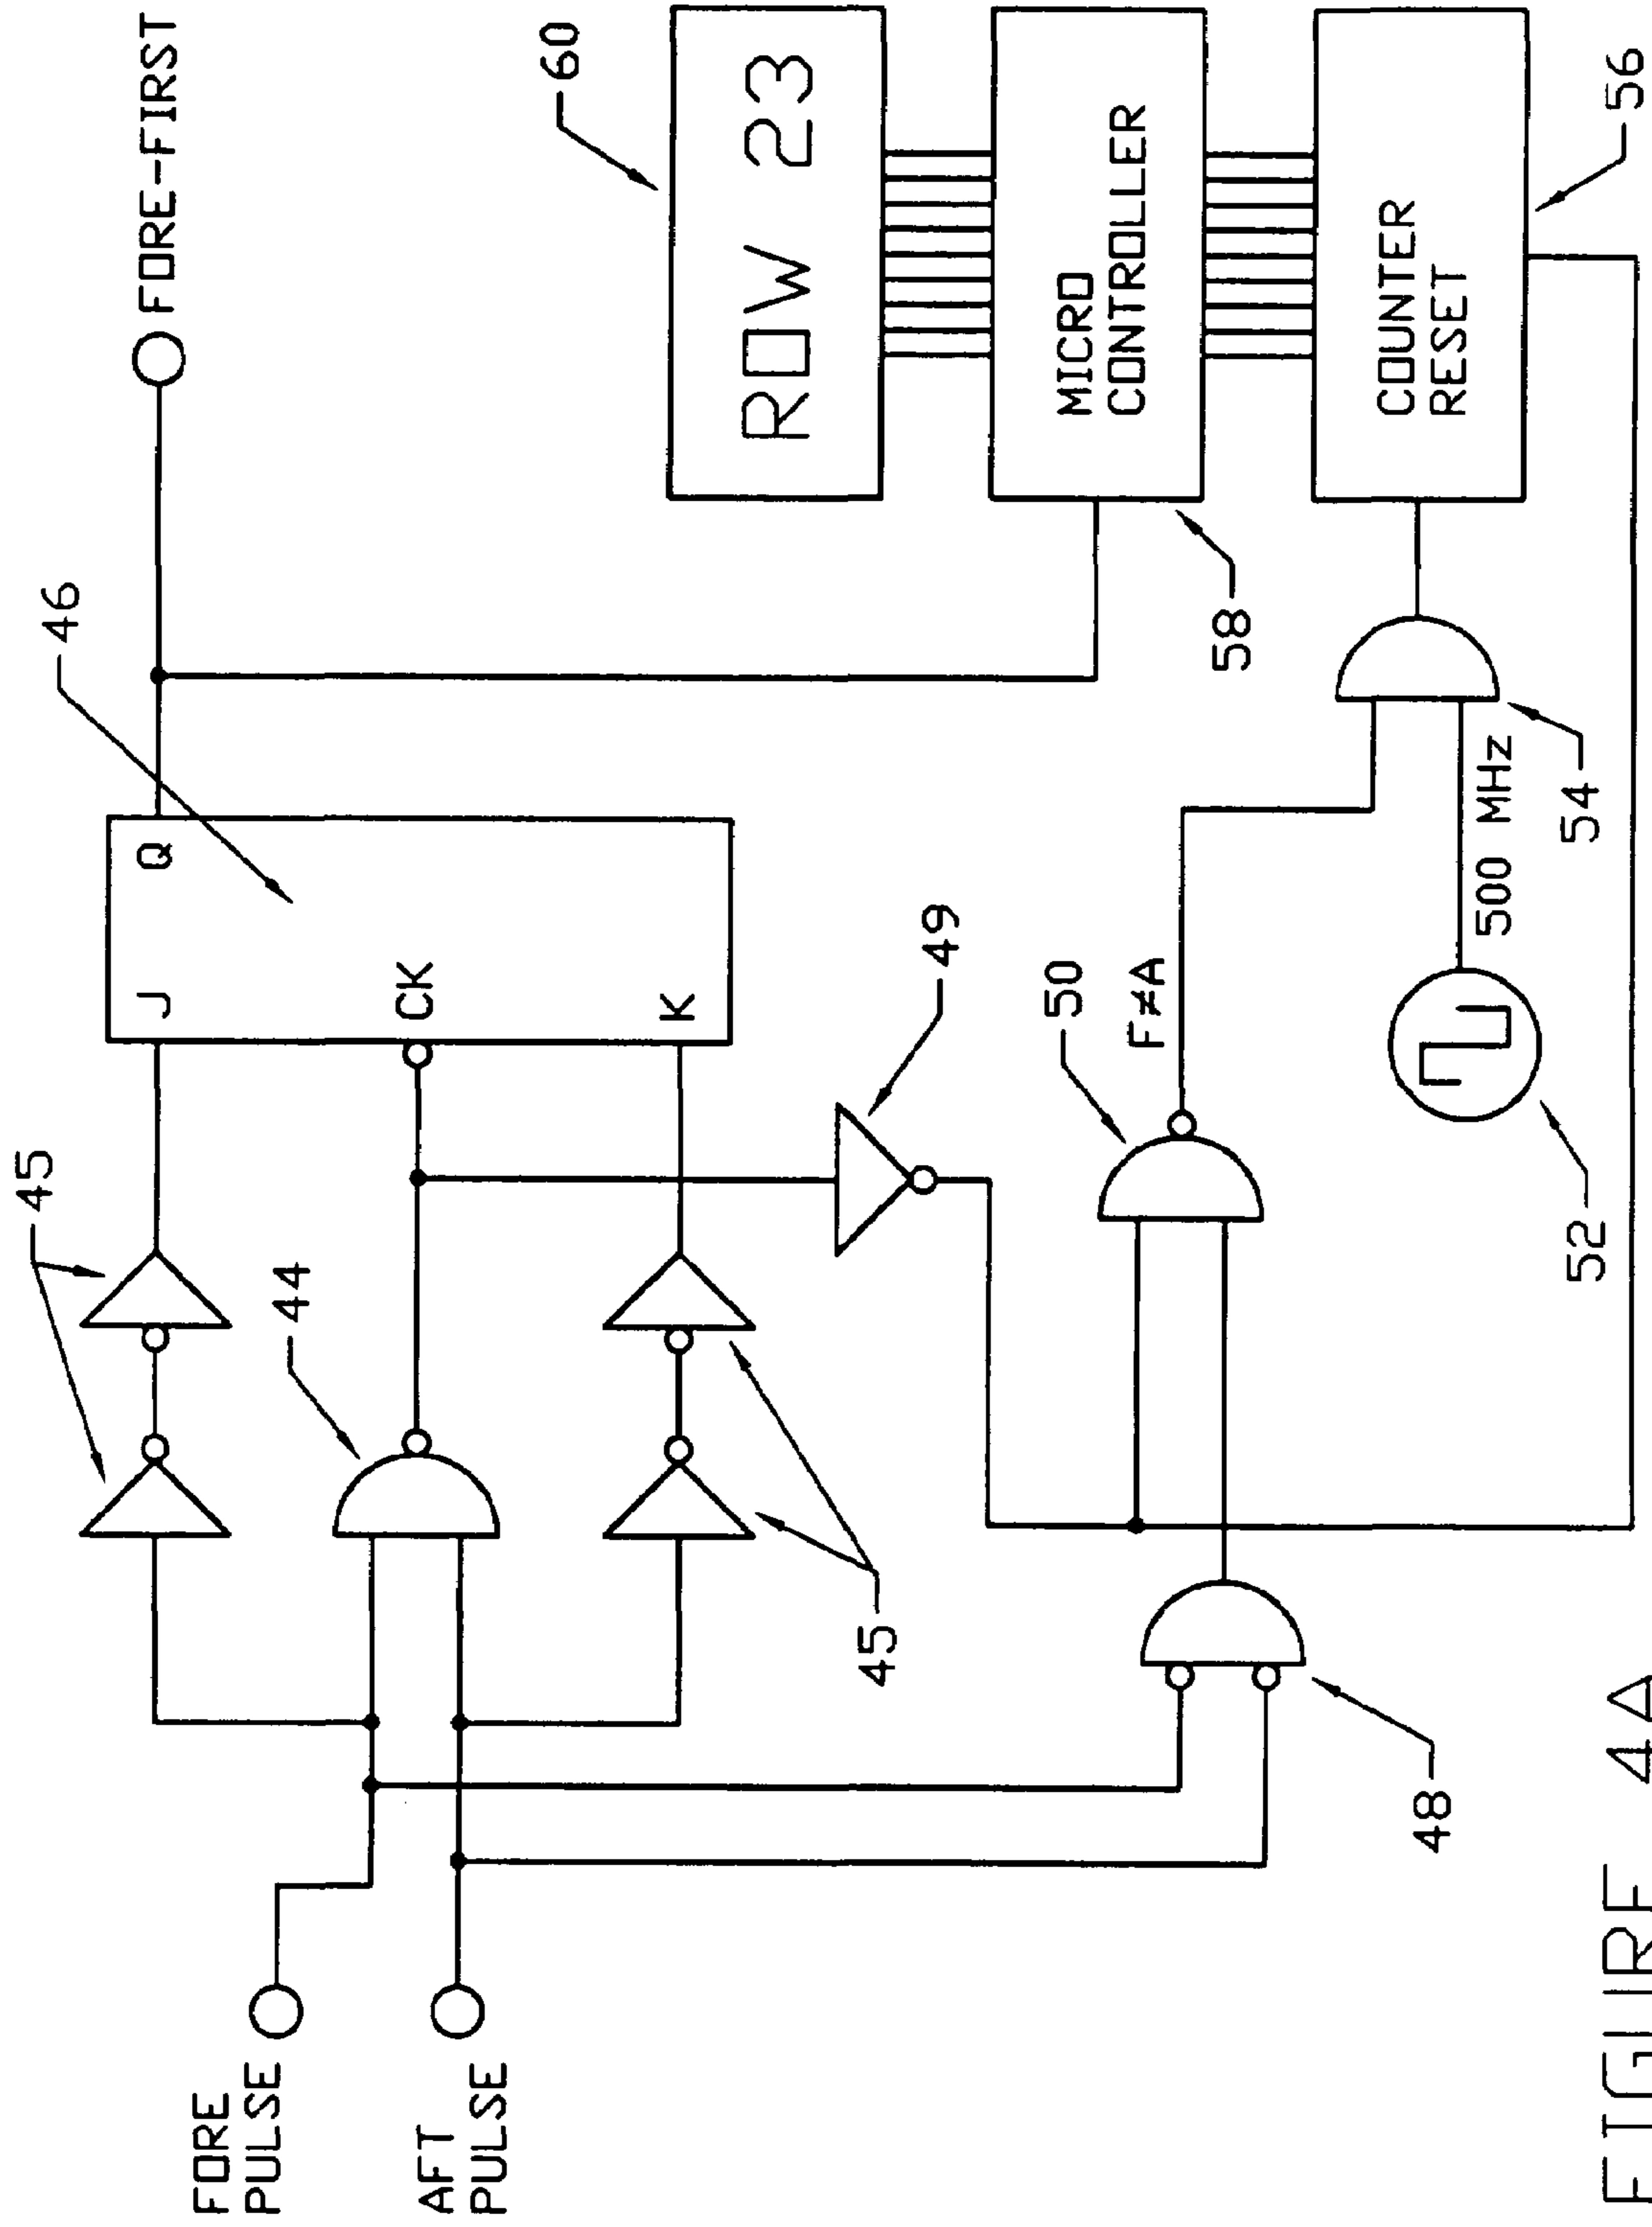 FORE
PULSE
AFT
PULSE
45
44
45
J
Q
CK
K
46
FORE-FIRST
49
50
F≠A
48
52
500 MHz
54
58
60
ROW 23
MICRO
CONTROLLER
COUNTER
RESET
56
FIGURE 4A